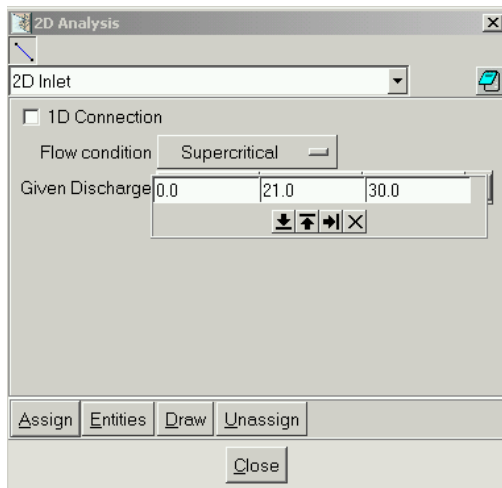 2D Analysis
2D Inlet
1D Connection
Flow condition Supercritical
Given Discharge 0.0 21.0 30.0
Assign Entities Draw Unassign
Close